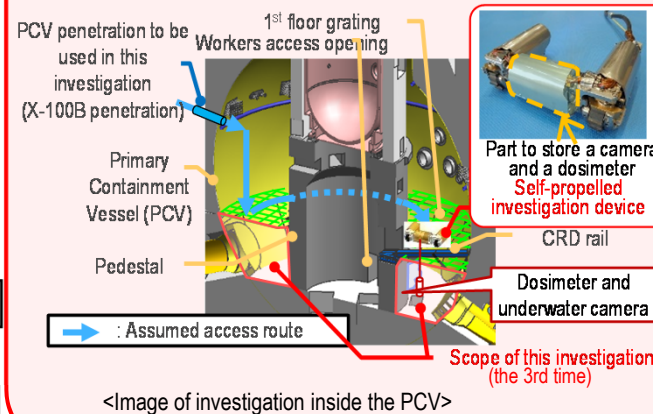 PCV penetration to be
used in this
investigation
(X-100B penetration)
1st floor grating
Workers access opening
Part to store a camera
and a dosimeter
Self-propelled
investigation device
Primary
Containment
Vessel (PCV)
Pedestal
CRD rail
Dosimeter and
underwater camera
: Assumed access route
Scope of this investigation
(the 3rd time)
<Image of investigation inside the PCV>